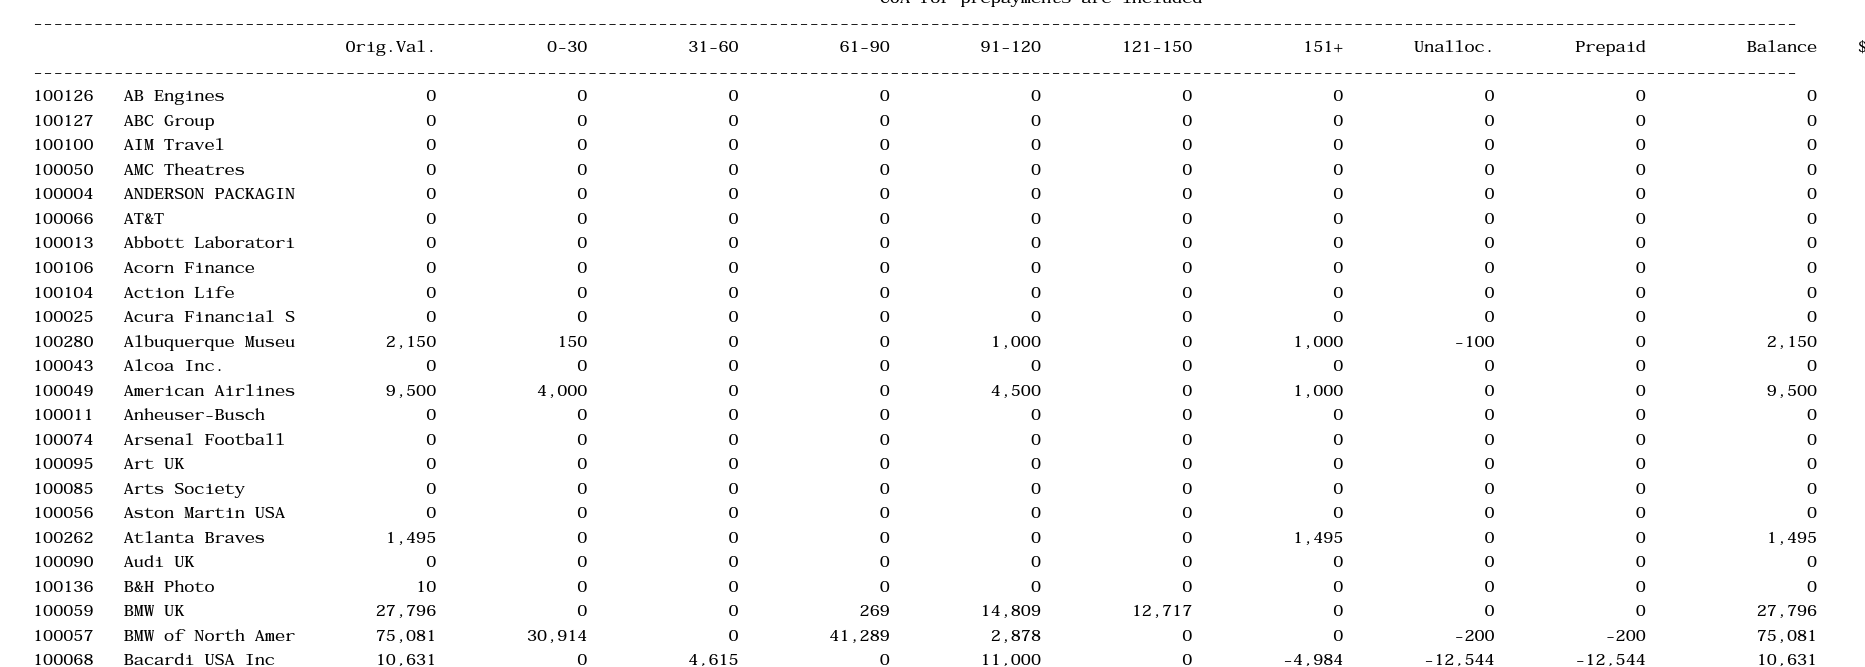 COA for prepayments are included
Orig.Val. 0-30 31-60 61-90 91-120 121-150 151+ Unalloc. Prepaid Balance $
100126 AB Engines 0 0 0 0 0 0 0 0 0 0
100127 ABC Group 0 0 0 0 0 0 0 0 0 0
100100 AIM Travel 0 0 0 0 0 0 0 0 0 0
100050 AMC Theatres 0 0 0 0 0 0 0 0 0 0
100004 ANDERSON PACKAGIN 0 0 0 0 0 0 0 0 0 0
100066 AT&T 0 0 0 0 0 0 0 0 0 0
100013 Abbott Laboratori 0 0 0 0 0 0 0 0 0 0
100106 Acorn Finance 0 0 0 0 0 0 0 0 0 0
100104 Action Life 0 0 0 0 0 0 0 0 0 0
100025 Acura Financial S 0 0 0 0 0 0 0 0 0 0
100280 Albuquerque Museu 2,150 150 0 0 1,000 0 1,000 -100 0 2,150
100043 Alcoa Inc. 0 0 0 0 0 0 0 0 0 0
100049 American Airlines 9,500 4,000 0 0 4,500 0 1,000 0 0 9,500
100011 Anheuser-Busch 0 0 0 0 0 0 0 0 0 0
100074 Arsenal Football 0 0 0 0 0 0 0 0 0 0
100095 Art UK 0 0 0 0 0 0 0 0 0 0
100085 Arts Society 0 0 0 0 0 0 0 0 0 0
100056 Aston Martin USA 0 0 0 0 0 0 0 0 0 0
100262 Atlanta Braves 1,495 0 0 0 0 0 1,495 0 0 1,495
100090 Audi UK 0 0 0 0 0 0 0 0 0 0
100136 B&H Photo 10 0 0 0 0 0 0 0 0 0
100059 BMW UK 27,796 0 0 269 14,809 12,717 0 0 0 27,796
100057 BMW of North Amer 75,081 30,914 0 41,289 2,878 0 0 -200 -200 75,081
100068 Bacardi USA Inc 10,631 0 4,615 0 11,000 0 -4,984 -12,544 -12,544 10,631